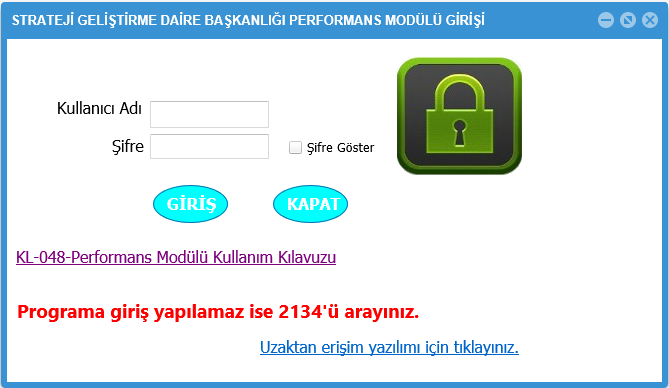 STRATEJİ GELİŞTİRME DAİRE BAŞKANLIĞI PERFORMANS MODÜLÜ GİRİŞİ
Kullanıcı Adı
Şifre
Şifre Göster
GİRİŞ
KAPAT
KL-048-Performans Modülü Kullanım Kılavuzu
Programa giriş yapılamaz ise 2134'ü arayınız.
Uzaktan erişim yazılımı için tıklayınız.